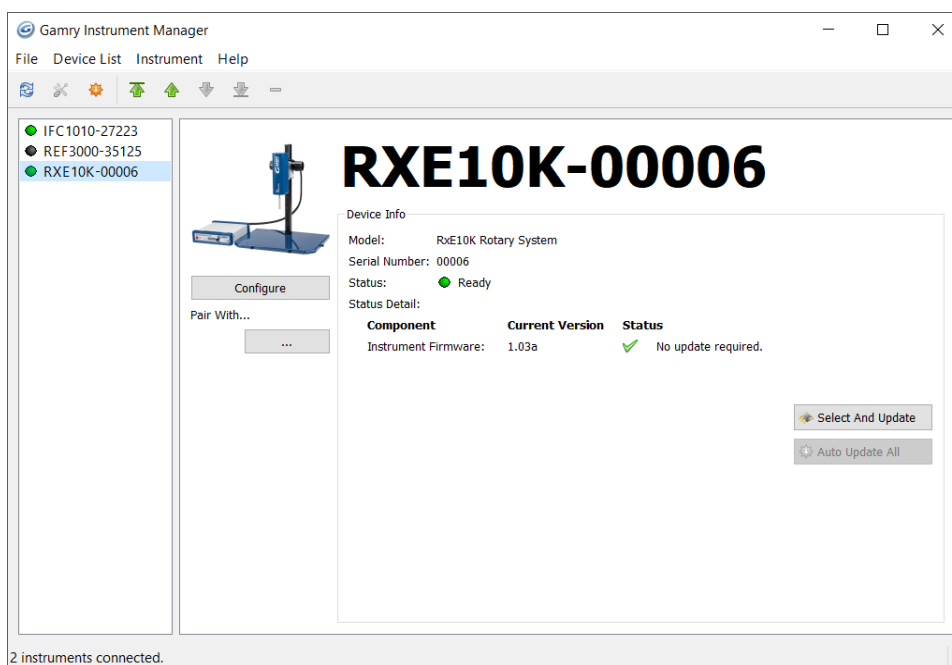 Gamry Instrument Manager
File Device List Instrument Help
IFC1010-27223
REF3000-35125
RXE10K-00006
Configure
Pair With...
...
RXE10K-00006
Device Info
Model: RxE10K Rotary System
Serial Number: 00006
Status: Ready
Status Detail:
Component Current Version Status
Instrument Firmware: 1.03a No update required.
Select And Update
Auto Update All
2 instruments connected.